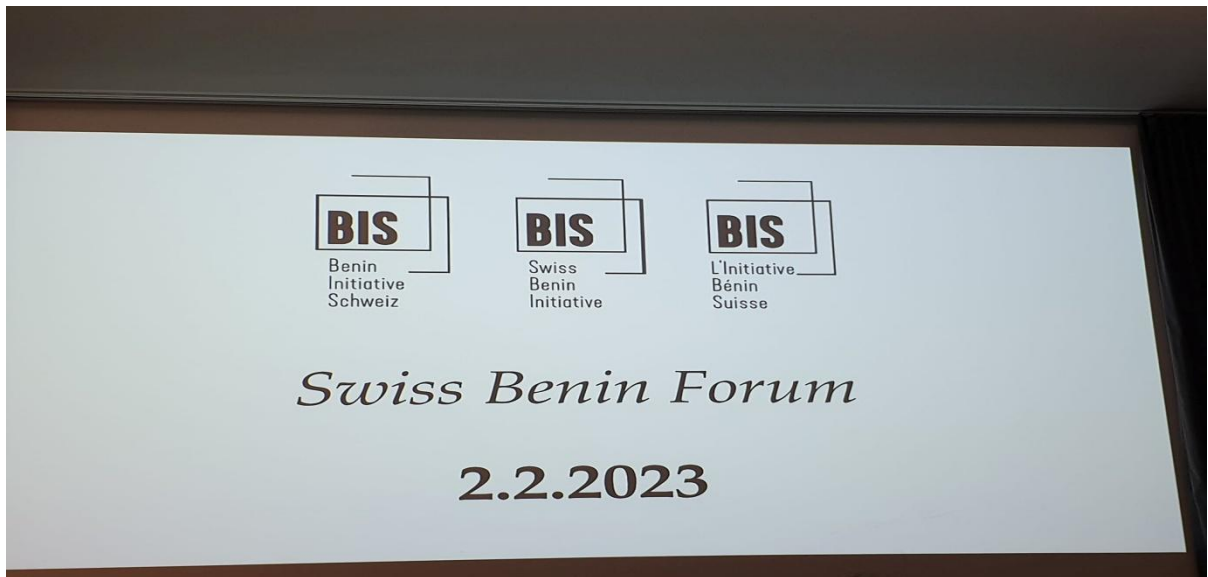 BIS
Benin
Initiative
Schweiz
BIS
Swiss
Benin
Initiative
BIS
L'Initiative
Bénin
Suisse
Swiss Benin Forum
2.2.2023